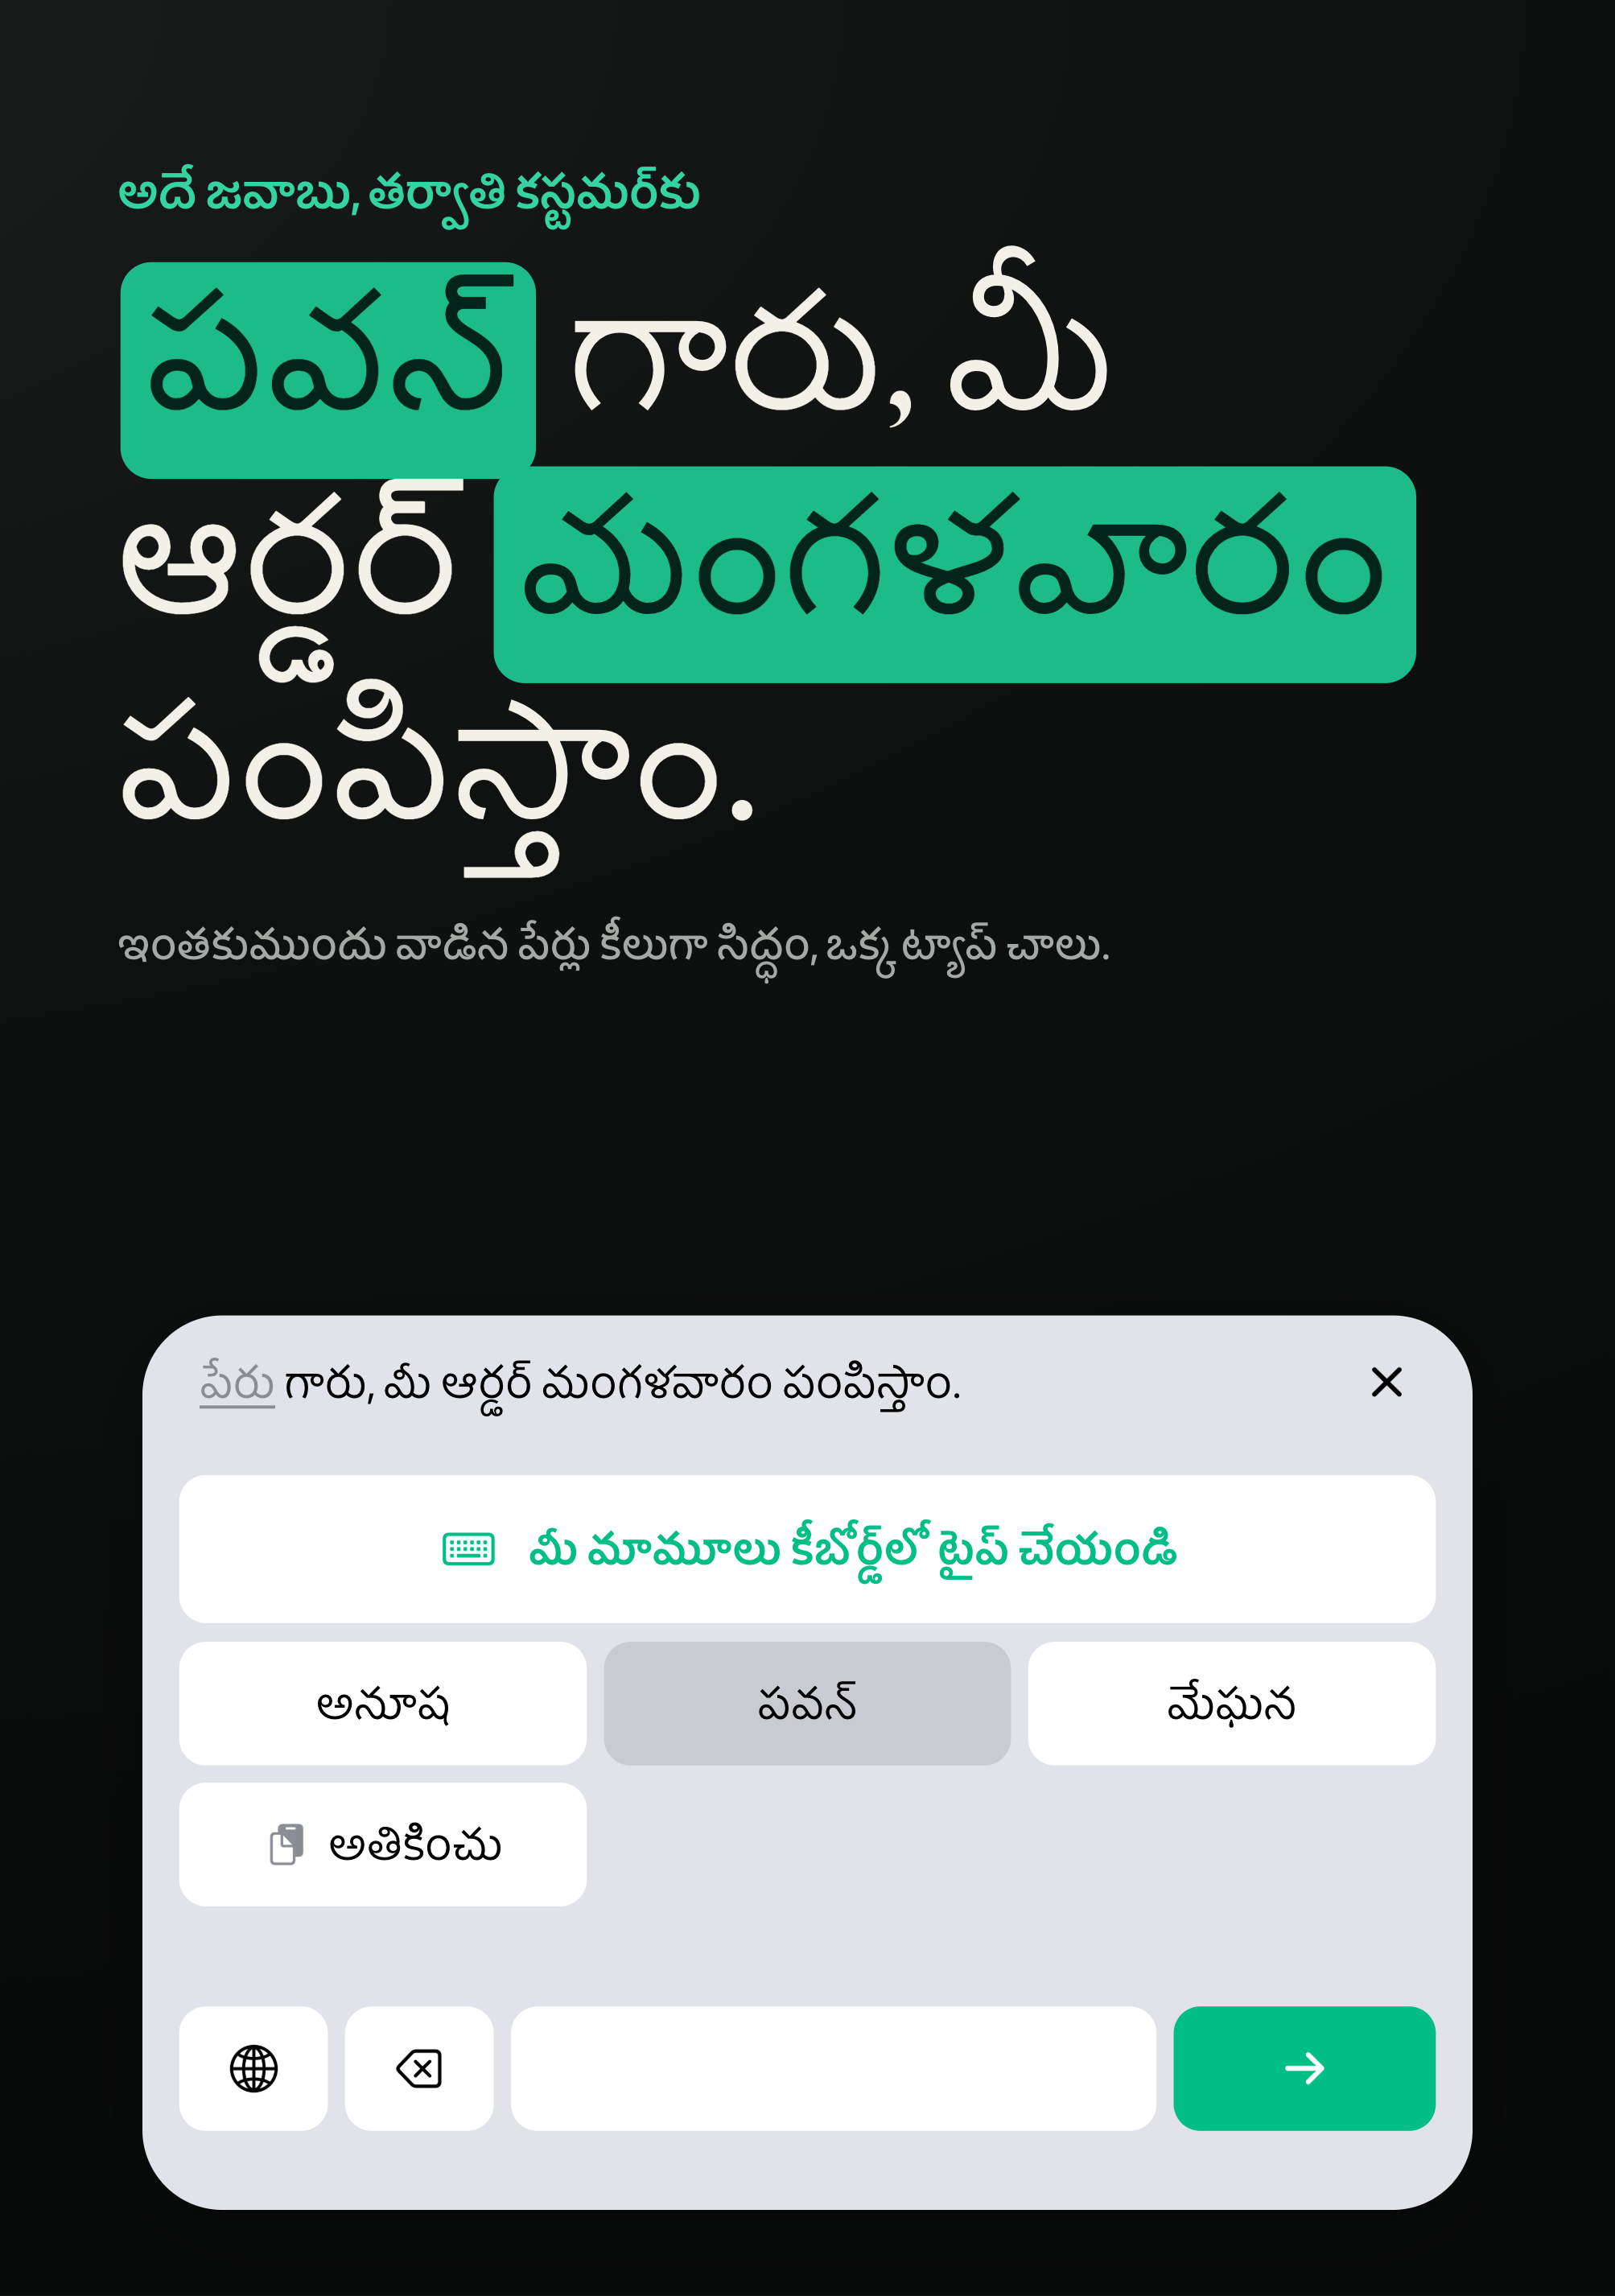 అదే జవాబు, తర్వాతి కస్టమర్‌కు
పవన్ గారు, మీ
ఆర్డర్ మంగళవారం
పంపిస్తాం.
ఇంతకుముందు వాడిన పేర్లు కీలుగా సిద్ధం, ఒక్క ట్యాప్ చాలు.
పేరు గారు, మీ ఆర్డర్ మంగళవారం పంపిస్తాం.
మీ మామూలు కీబోర్డ్‌లో టైప్ చేయండి
అనూష
పవన్
మేఘన
అతికించు